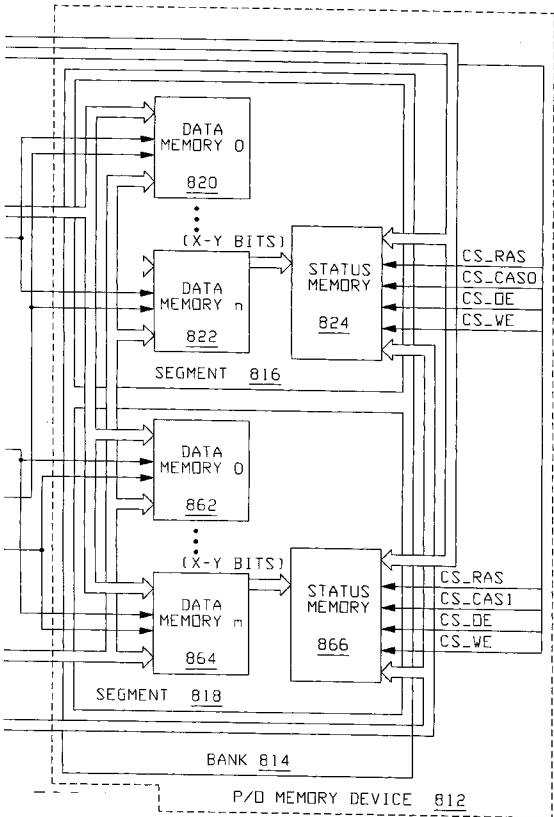 DATA
MEMORY 0
820
(X-Y BITS)
DATA
MEMORY n
822
STATUS
MEMORY
824
CS_RAS
CS_CAS0
CS_OE
CS_WE
SEGMENT 816
DATA
MEMORY 0
862
(X-Y BITS)
DATA
MEMORY m
864
STATUS
MEMORY
866
CS_RAS
CS_CAS1
CS_OE
CS_WE
SEGMENT 818
BANK 814
P/O MEMORY DEVICE 812